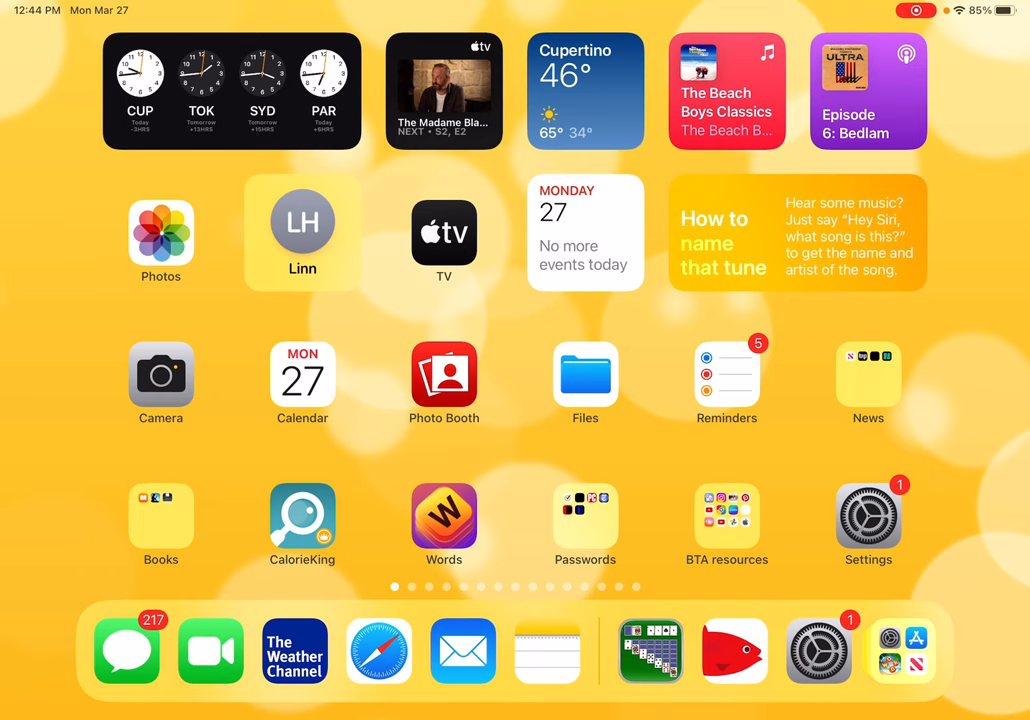 12:44 PM Mon Mar 27
85%
CUP
Today
-3HRS
TOK
Tomorrow
+13HRS
SYD
Tomorrow
+15HRS
PAR
Today
+6HRS
tv
The Madame Bla...
NEXT • S2, E2
Cupertino
46°
65° 34°
The Beach
Boys Classics
The Beach B...
ULTRA
Episode
6: Bedlam
Photos
LH
Linn
tv
TV
MONDAY
27
No more
events today
How to
name
that tune
Hear some music?
Just say “Hey Siri,
what song is this?”
to get the name and
artist of the song.
Camera
MON
27
Calendar
Photo Booth
Files
5
Reminders
News
Books
CalorieKing
W
Words
Passwords
BTA resources
1
Settings
217
The
Weather
Channel
1